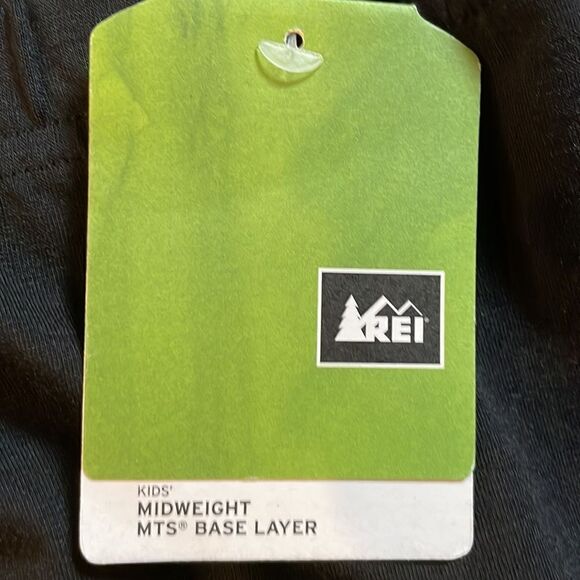 REI®
KIDS'
MIDWEIGHT
MTS® BASE LAYER